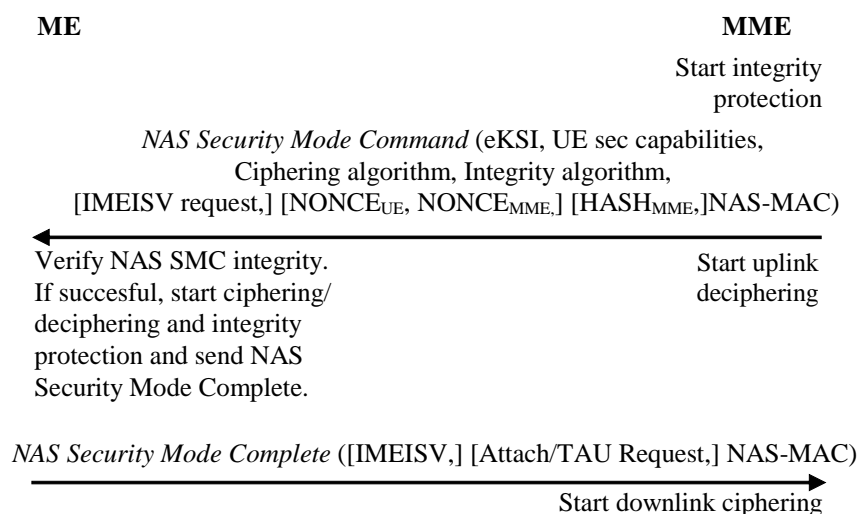 ME
MME
Start integrity
protection
NAS Security Mode Command (eKSI, UE sec capabilities,
Ciphering algorithm, Integrity algorithm,
[IMEISV request,] [NONCEUE, NONCEMME,] [HASHMME,]NAS-MAC)
Verify NAS SMC integrity.
If succesful, start ciphering/
deciphering and integrity
protection and send NAS
Security Mode Complete.
Start uplink
deciphering
NAS Security Mode Complete ([IMEISV,] [Attach/TAU Request,] NAS-MAC)
Start downlink ciphering